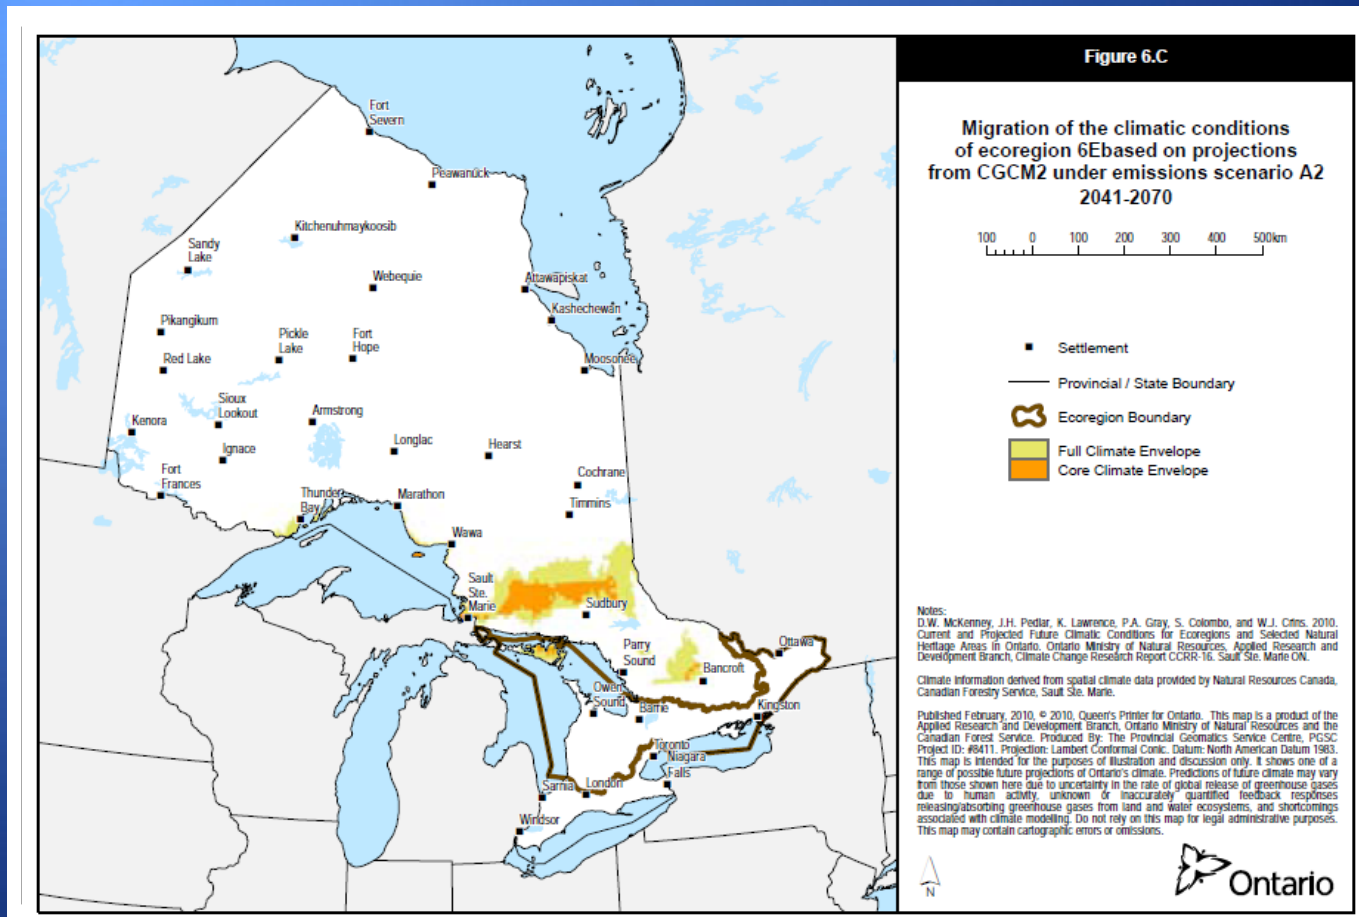 Figure 6.C
Migration of the climatic conditions
of ecoregion 6Ebased on projections
from CGCM2 under emissions scenario A2
2041-2070
100 0 100 200 300 400 500km
Settlement
Provincial / State Boundary
Ecoregion Boundary
Full Climate Envelope
Core Climate Envelope
Notes:
D.W. McKenney, J.H. Pedlar, K. Lawrence, P.A. Gray, S. Colombo, and W.J. Crins. 2010.
Current and Projected Future Climatic Conditions for Ecoregions and Selected Natural
Heritage Areas in Ontario. Ontario Ministry of Natural Resources, Applied Research and
Development Branch, Climate Change Research Report CCRR-16. Sault Ste. Marie ON.
Climate information derived from spatial climate data provided by Natural Resources Canada,
Canadian Forestry Service, Sault Ste. Marie.
Published February, 2010, © 2010, Queen's Printer for Ontario. This map is a product of the
Applied Research and Development Branch, Ontario Ministry of Natural Resources and the
Canadian Forest Service. Produced By: The Provincial Geomatics Service Centre, PGSC
Project ID: #8411. Projection: Lambert Conformal Conic. Datum: North American Datum 1983.
This map is intended for the purposes of illustration and discussion only. It shows one of a
range of possible future projections of Ontario's climate. Predictions of future climate may vary
from those shown here due to uncertainty in the rate of global release of greenhouse gases
due to human activity, unknown or inaccurately quantified feedback responses
releasing/absorbing greenhouse gases from land and water ecosystems, and shortcomings
associated with climate modelling. Do not rely on this map for legal administrative purposes.
This map may contain cartographic errors or omissions.
N
Ontario
Fort
Severn
Peawanuck
Kitchenuhmaykoosib
Sandy
Lake
Webequie
Attawapiskat
Kashechewan
Pikangikum
Pickle
Lake
Fort
Hope
Red Lake
Moosonee
Sioux
Lookout
Armstrong
Kenora
Ignace
Longlac
Hearst
Fort
Frances
Cochrane
Thunder
Bay
Marathon
Timmins
Wawa
Sault
Ste.
Marie
Sudbury
Ottawa
Parry
Sound
Bancroft
Owen
Sound
Barrie
Kingston
Toronto
Niagara
Falls
Sarnia
London
Windsor